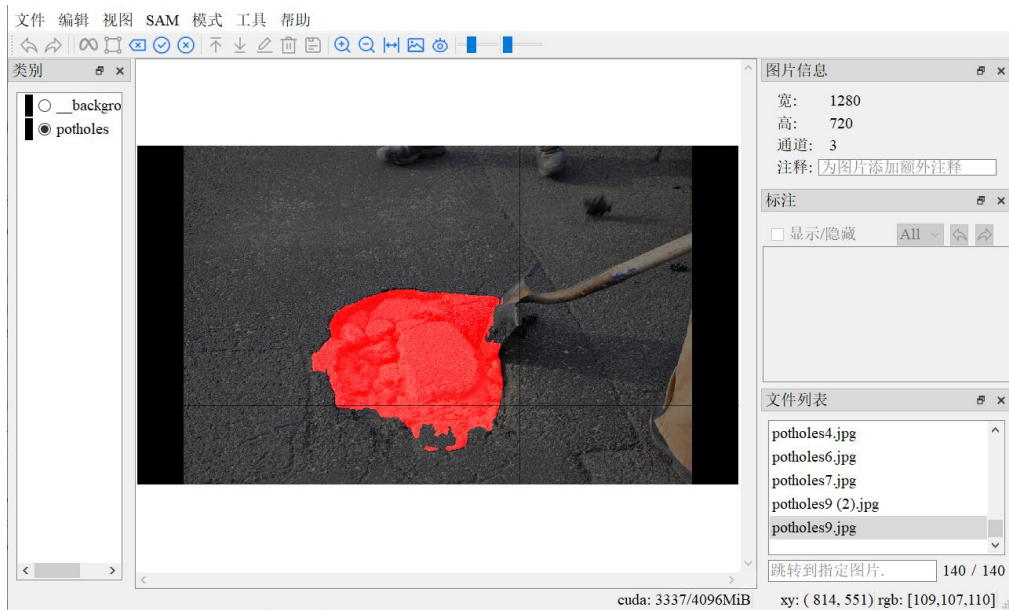 文件 编辑 视图 SAM 模式 工具 帮助
类别
__backgro
potholes
图片信息
宽: 1280
高: 720
通道: 3
注释: 为图片添加额外注释
标注
显示/隐藏 All
文件列表
potholes4.jpg
potholes6.jpg
potholes7.jpg
potholes9 (2).jpg
potholes9.jpg
跳转到指定图片. 140 / 140
cuda: 3337/4096MiB xy: ( 814, 551) rgb: [109,107,110]